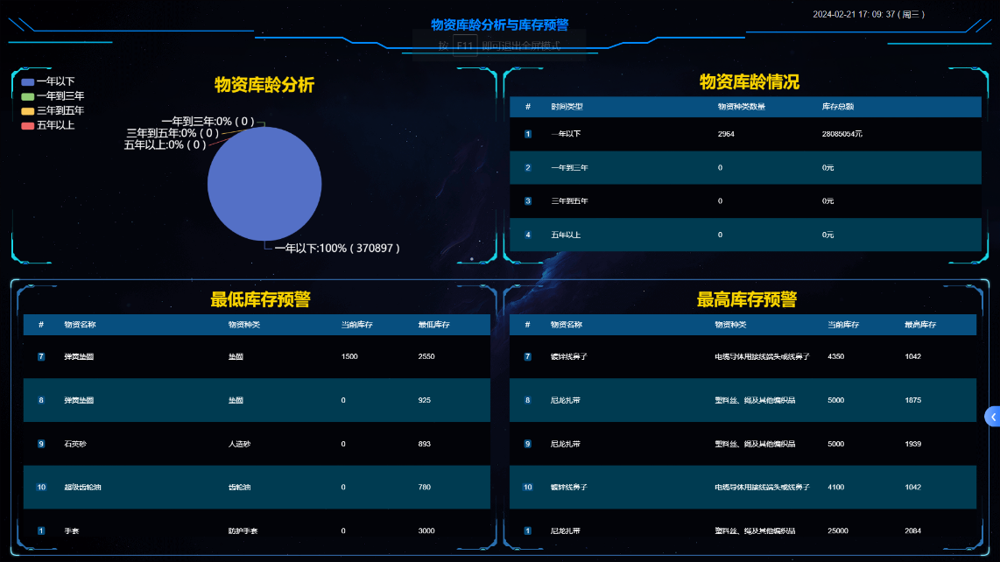 2024-02-21 17: 09: 37 ( 周三 )
物资库龄分析与库存预警
按 F11 即可退出全屏模式
一年以下
一年到三年
三年到五年
五年以上
物资库龄分析
一年到三年:0% ( 0 )
三年到五年:0% ( 0 )
五年以上:0% ( 0 )
一年以下:100% ( 370897 )
物资库龄情况
# 时间类型 物资种类数量 库存总额
1 一年以下 2964 28085054元
2 一年到三年 0 0元
3 三年到五年 0 0元
4 五年以上 0 0元
最低库存预警
# 物资名称 物资种类 当前库存 最低库存
7 弹簧垫圈 垫圈 1500 2550
8 弹簧垫圈 垫圈 0 925
9 石英砂 人造砂 0 893
10 超级齿轮油 齿轮油 0 780
1 手套 防护手套 0 3000
最高库存预警
# 物资名称 物资种类 当前库存 最高库存
7 镀锌线鼻子 电缆导体用接线端头或线鼻子 4350 1042
8 尼龙扎带 塑料丝、绳及其他编织品 5000 1875
9 尼龙扎带 塑料丝、绳及其他编织品 5000 1939
10 镀锌线鼻子 电缆导体用接线端头或线鼻子 4100 1042
1 尼龙扎带 塑料丝、绳及其他编织品 25000 2084